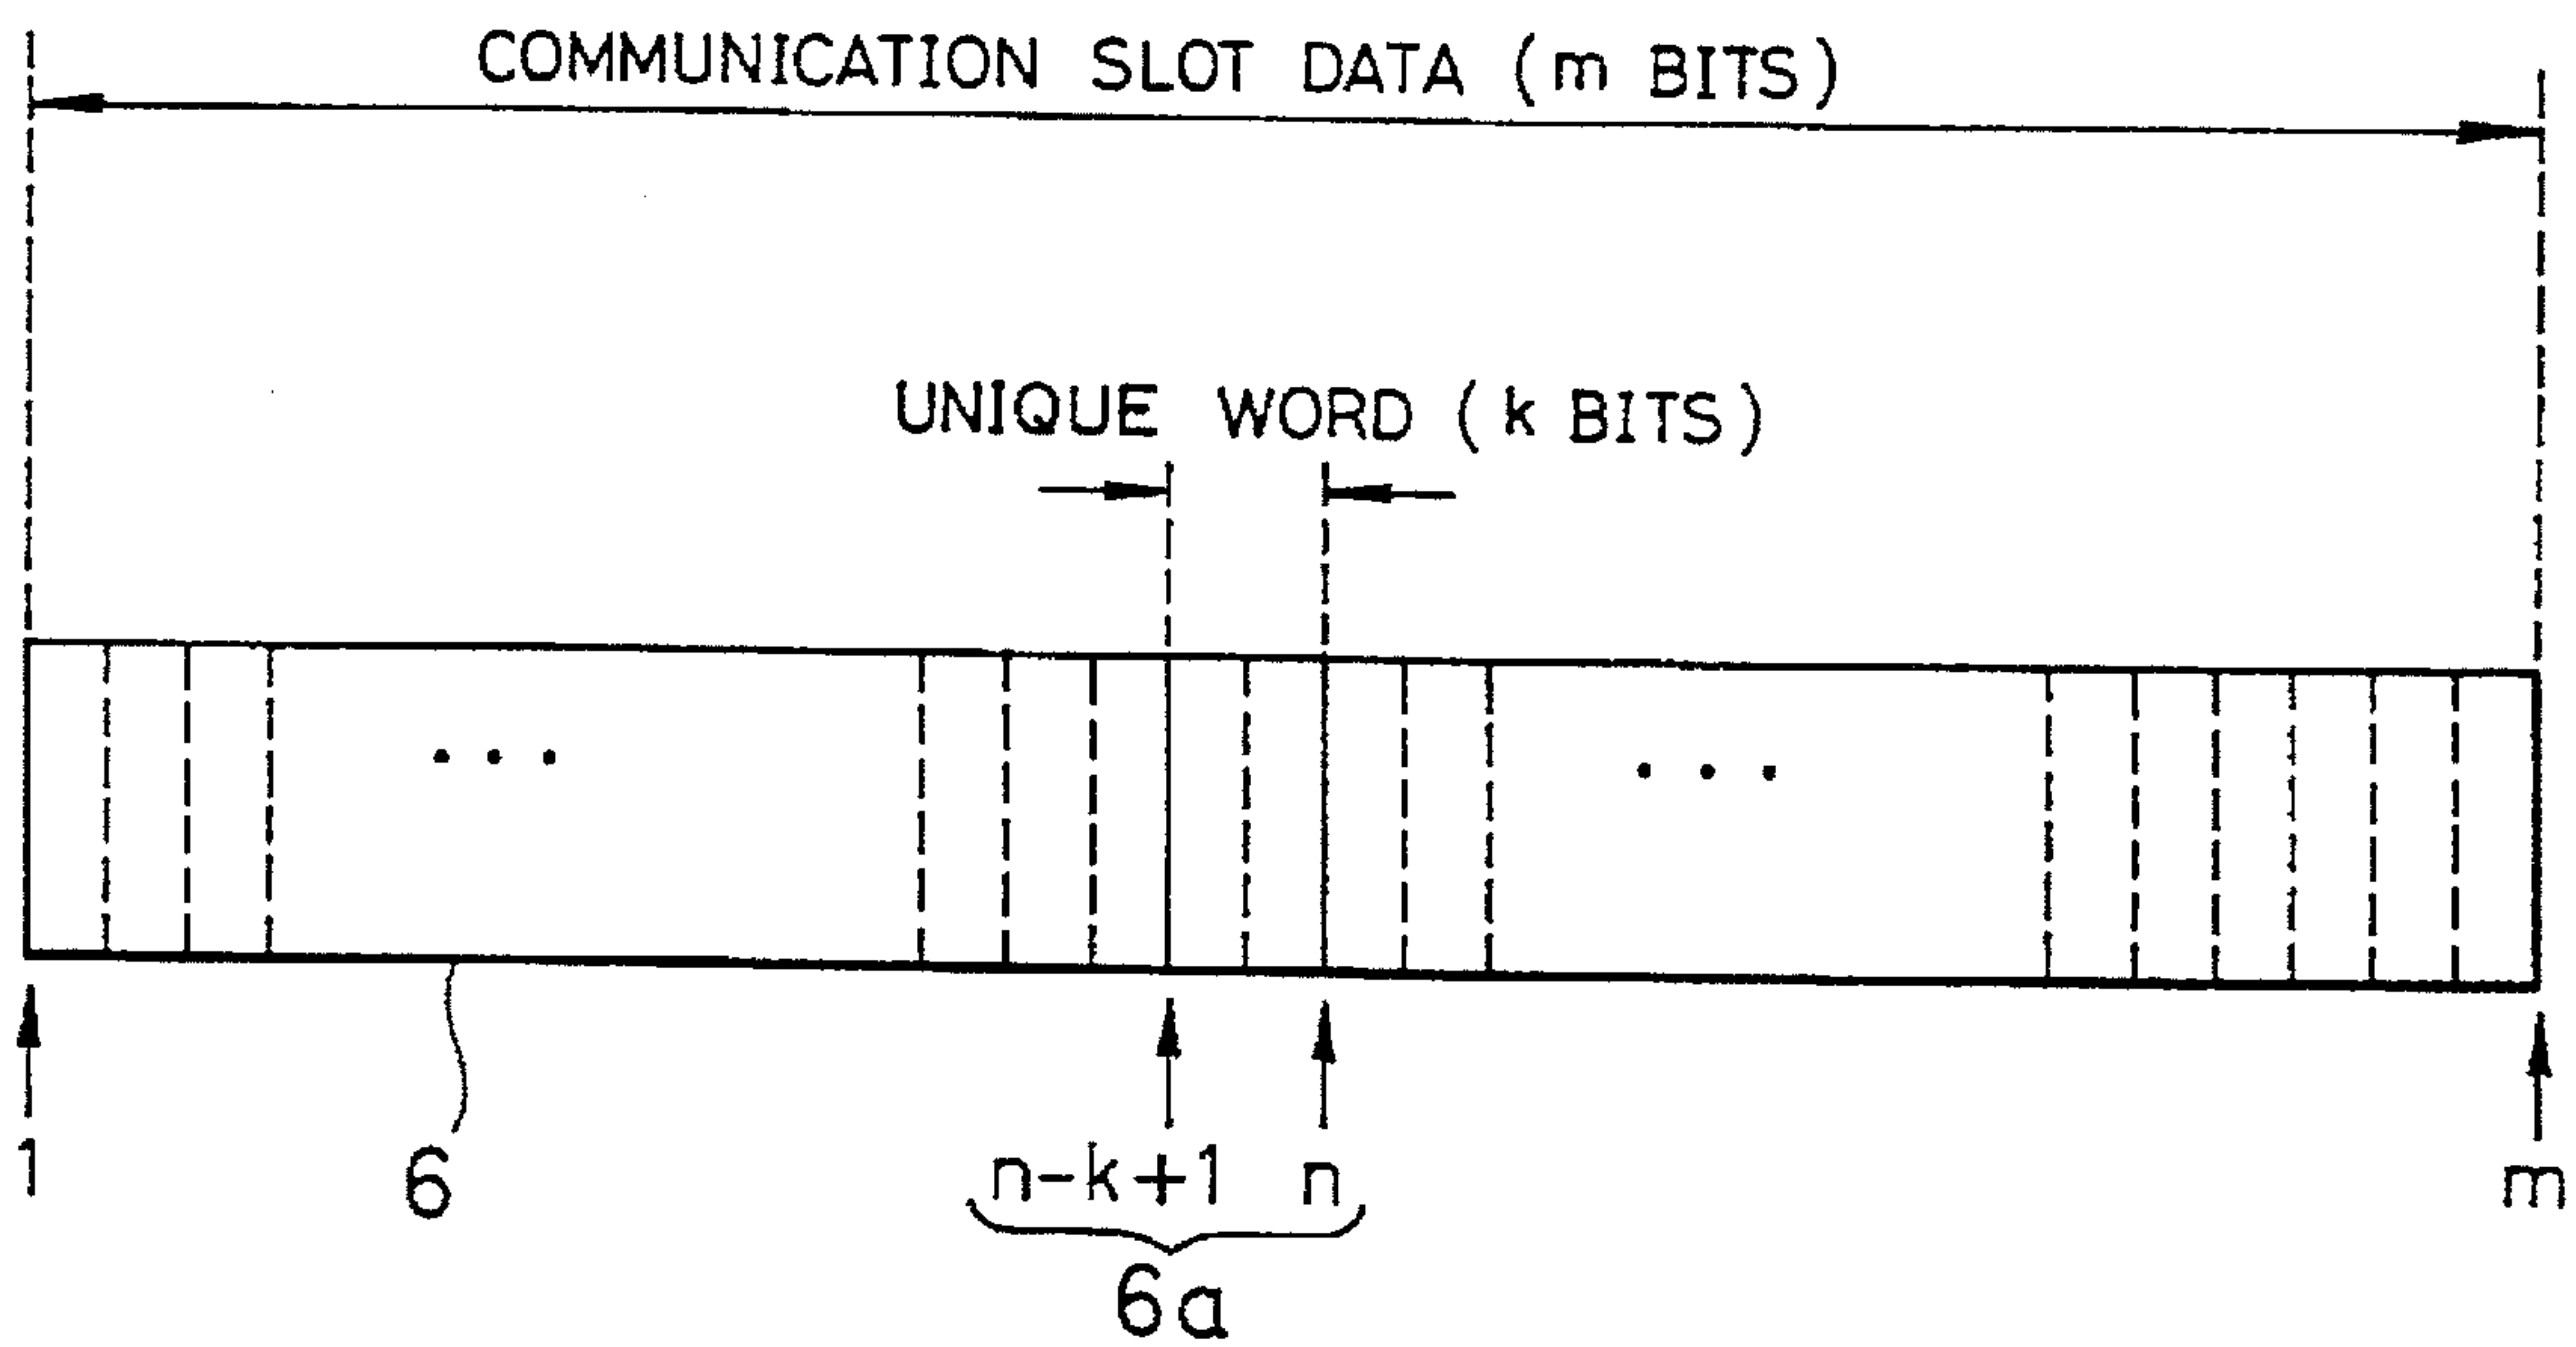 COMMUNICATION SLOT DATA (m BITS)
UNIQUE WORD (k BITS)
1
6
n-k+1
n
m
6a